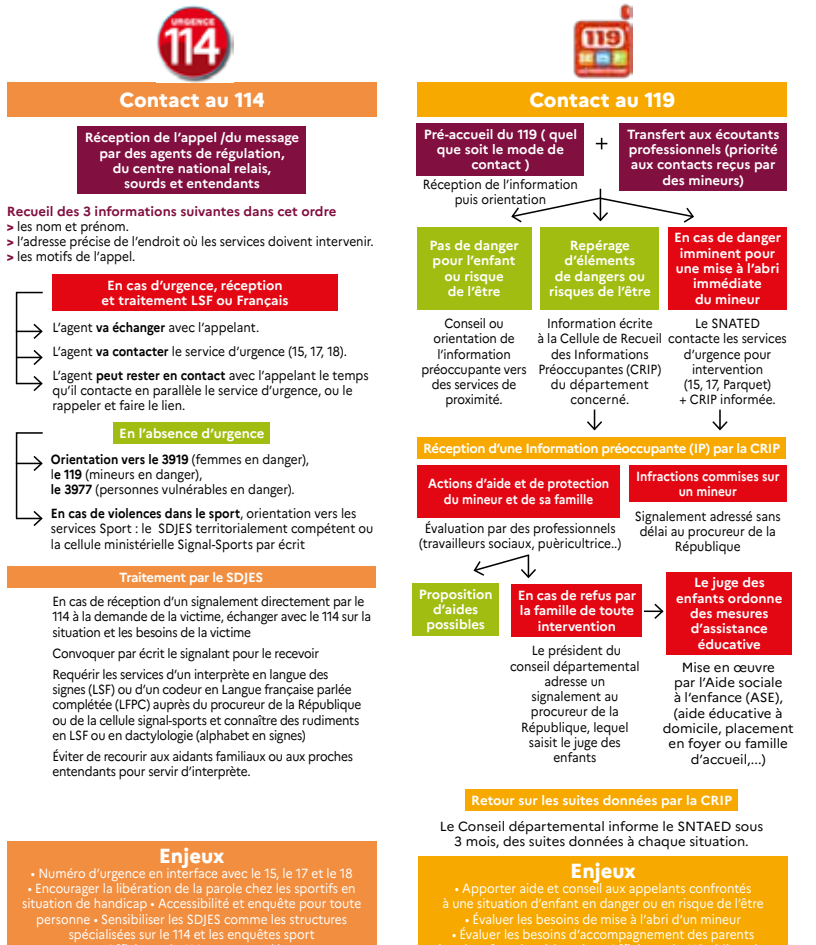 URGENCE
114
Contact au 114
Réception de l'appel /du message
par des agents de régulation,
du centre national relais,
sourds et entendants
Recueil des 3 informations suivantes dans cet ordre
> les nom et prénom.
> l'adresse précise de l'endroit où les services doivent intervenir.
> les motifs de l'appel.
En cas d'urgence, réception
et traitement LSF ou Français
L'agent va échanger avec l'appelant.
L'agent va contacter le service d'urgence (15, 17, 18).
L'agent peut rester en contact avec l'appelant le temps
qu'il contacte en parallèle le service d'urgence, ou le
rappeler et faire le lien.
En l'absence d'urgence
Orientation vers le 3919 (femmes en danger),
le 119 (mineurs en danger),
le 3977 (personnes vulnérables en danger).
En cas de violences dans le sport, orientation vers les
services Sport : le SDJES territorialement compétent ou
la cellule ministérielle Signal-Sports par écrit
Traitement par le SDJES
En cas de réception d'un signalement directement par le
114 à la demande de la victime, échanger avec le 114 sur la
situation et les besoins de la victime
Convoquer par écrit le signalant pour le recevoir
Requérir les services d'un interprète en langue des
signes (LSF) ou d'un codeur en Langue française parlée
complétée (LFPC) auprès du procureur de la République
ou de la cellule signal-sports et connaître des rudiments
en LSF ou en dactylologie (alphabet en signes)
Éviter de recourir aux aidants familiaux ou aux proches
entendants pour servir d'interprète.
Enjeux
• Numéro d'urgence en interface avec le 15, le 17 et le 18
• Encourager la libération de la parole chez les sportifs en
situation de handicap • Accessibilité et enquête pour toute
personne • Sensibiliser les SDJES comme les structures
spécialisées sur le 114 et les enquêtes sport
119
Contact au 119
Pré-accueil du 119 ( quel
que soit le mode de
contact )
Réception de l'information
puis orientation
+
Transfert aux écoutants
professionnels (priorité
aux contacts reçus par
des mineurs)
Pas de danger
pour l'enfant
ou risque
de l'être
Conseil ou
orientation de
l'information
préoccupante vers
des services de
proximité.
Repérage
d'éléments
de dangers ou
risques de l'être
Information écrite
à la Cellule de Recueil
des Informations
Préoccupantes (CRIP)
du département
concerné.
En cas de danger
imminent pour
une mise à l'abri
immédiate
du mineur
Le SNATED
contacte les services
d'urgence pour
intervention
(15, 17, Parquet)
+ CRIP informée.
Réception d'une Information préoccupante (IP) par la CRIP
Actions d'aide et de protection
du mineur et de sa famille
Évaluation par des professionnels
(travailleurs sociaux, puèricultrice..)
Infractions commises sur
un mineur
Signalement adressé sans
délai au procureur de la
République
Proposition
d'aides
possibles
En cas de refus par
la famille de toute
intervention
Le président du
conseil départemental
adresse un
signalement au
procureur de la
République, lequel
saisit le juge des
enfants
Le juge des
enfants ordonne
des mesures
d'assistance
éducative
Mise en œuvre
par l'Aide sociale
à l'enfance (ASE),
(aide éducative à
domicile, placement
en foyer ou famille
d'accueil,...)
Retour sur les suites données par la CRIP
Le Conseil départemental informe le SNTAED sous
3 mois, des suites données à chaque situation.
Enjeux
• Apporter aide et conseil aux appelants confrontés
à une situation d'enfant en danger ou en risque de l'être
• Évaluer les besoins de mise à l'abri d'un mineur
• Évaluer les besoins d'accompagnement des parents